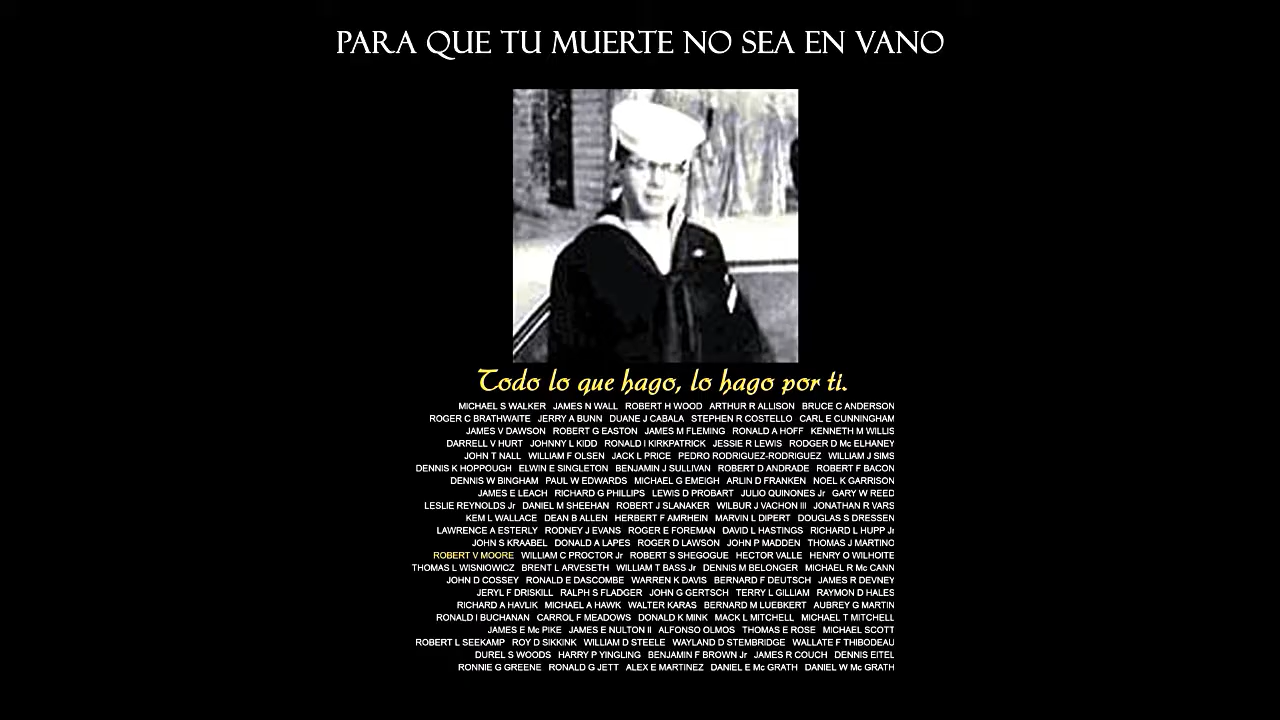 PARA QUE TU MUERTE NO SEA EN VANO
Todo lo que hago, lo hago por ti.
MICHAEL S WALKER JAMES N WALL ROBERT H WOOD ARTHUR R ALLISON BRUCE C ANDERSON
ROGER C BRATHWAITE JERRY A BUNN DUANE J CABALA STEPHEN R COSTELLO CARL E CUNNINGHAM
JAMES V DAWSON ROBERT G EASTON JAMES M FLEMING RONALD A HOFF KENNETH M WILLIS
DARRELL V HURT JOHNNY L KIDD RONALD I KIRKPATRICK JESSIE R LEWIS RODGER D Mc ELHANEY
JOHN T NALL WILLIAM F OLSEN JACK L PRICE PEDRO RODRIGUEZ-RODRIGUEZ WILLIAM J SIMS
DENNIS K HOPPOUGH ELWIN E SINGLETON BENJAMIN J SULLIVAN ROBERT D ANDRADE ROBERT F BACON
DENNIS W BINGHAM PAUL W EDWARDS MICHAEL G EMEIGH ARLIN D FRANKEN NOEL K GARRISON
JAMES E LEACH RICHARD G PHILLIPS LEWIS D PROBART JULIO QUINONES Jr GARY W REED
LESLIE REYNOLDS Jr DANIEL M SHEEHAN ROBERT J SLANAKER WILBUR J VACHON III JONATHAN R VARS
KEM L WALLACE DEAN B ALLEN HERBERT F AMRHEIN MARVIN L DIPERT DOUGLAS S DRESSEN
LAWRENCE A ESTERLY RODNEY J EVANS ROGER E FOREMAN DAVID L HASTINGS RICHARD L HUPP Jr
JOHN S KRAABEL DONALD A LAPES ROGER D LAWSON JOHN P MADDEN THOMAS J MARTINO
ROBERT V MOORE WILLIAM C PROCTOR Jr ROBERT S SHEGOGUE HECTOR VALLE HENRY O WILHOITE
THOMAS L WISNIOWICZ BRENT L ARVESETH WILLIAM T BASS Jr DENNIS M BELONGER MICHAEL R Mc CANN
JOHN D COSSEY RONALD E DASCOMBE WARREN K DAVIS BERNARD F DEUTSCH JAMES R DEVNEY
JERYL F DRISKILL RALPH S FLADGER JOHN G GERTSCH TERRY L GILLIAM RAYMON D HALES
RICHARD A HAVLIK MICHAEL A HAWK WALTER KARAS BERNARD M LUEBKERT AUBREY G MARTIN
RONALD I BUCHANAN CARROL F MEADOWS DONALD K MINK MACK L MITCHELL MICHAEL T MITCHELL
JAMES E Mc PIKE JAMES E NULTON II ALFONSO OLMOS THOMAS E ROSE MICHAEL SCOTT
ROBERT L SEEKAMP ROY D SIKKINK WILLIAM D STEELE WAYLAND D STEMBRIDGE WALLATE F THIBODEAU
DUREL S WOODS HARRY P YINGLING BENJAMIN F BROWN Jr JAMES R COUCH DENNIS EITEL
RONNIE G GREENE RONALD G JETT ALEX E MARTINEZ DANIEL E Mc GRATH DANIEL W Mc GRATH